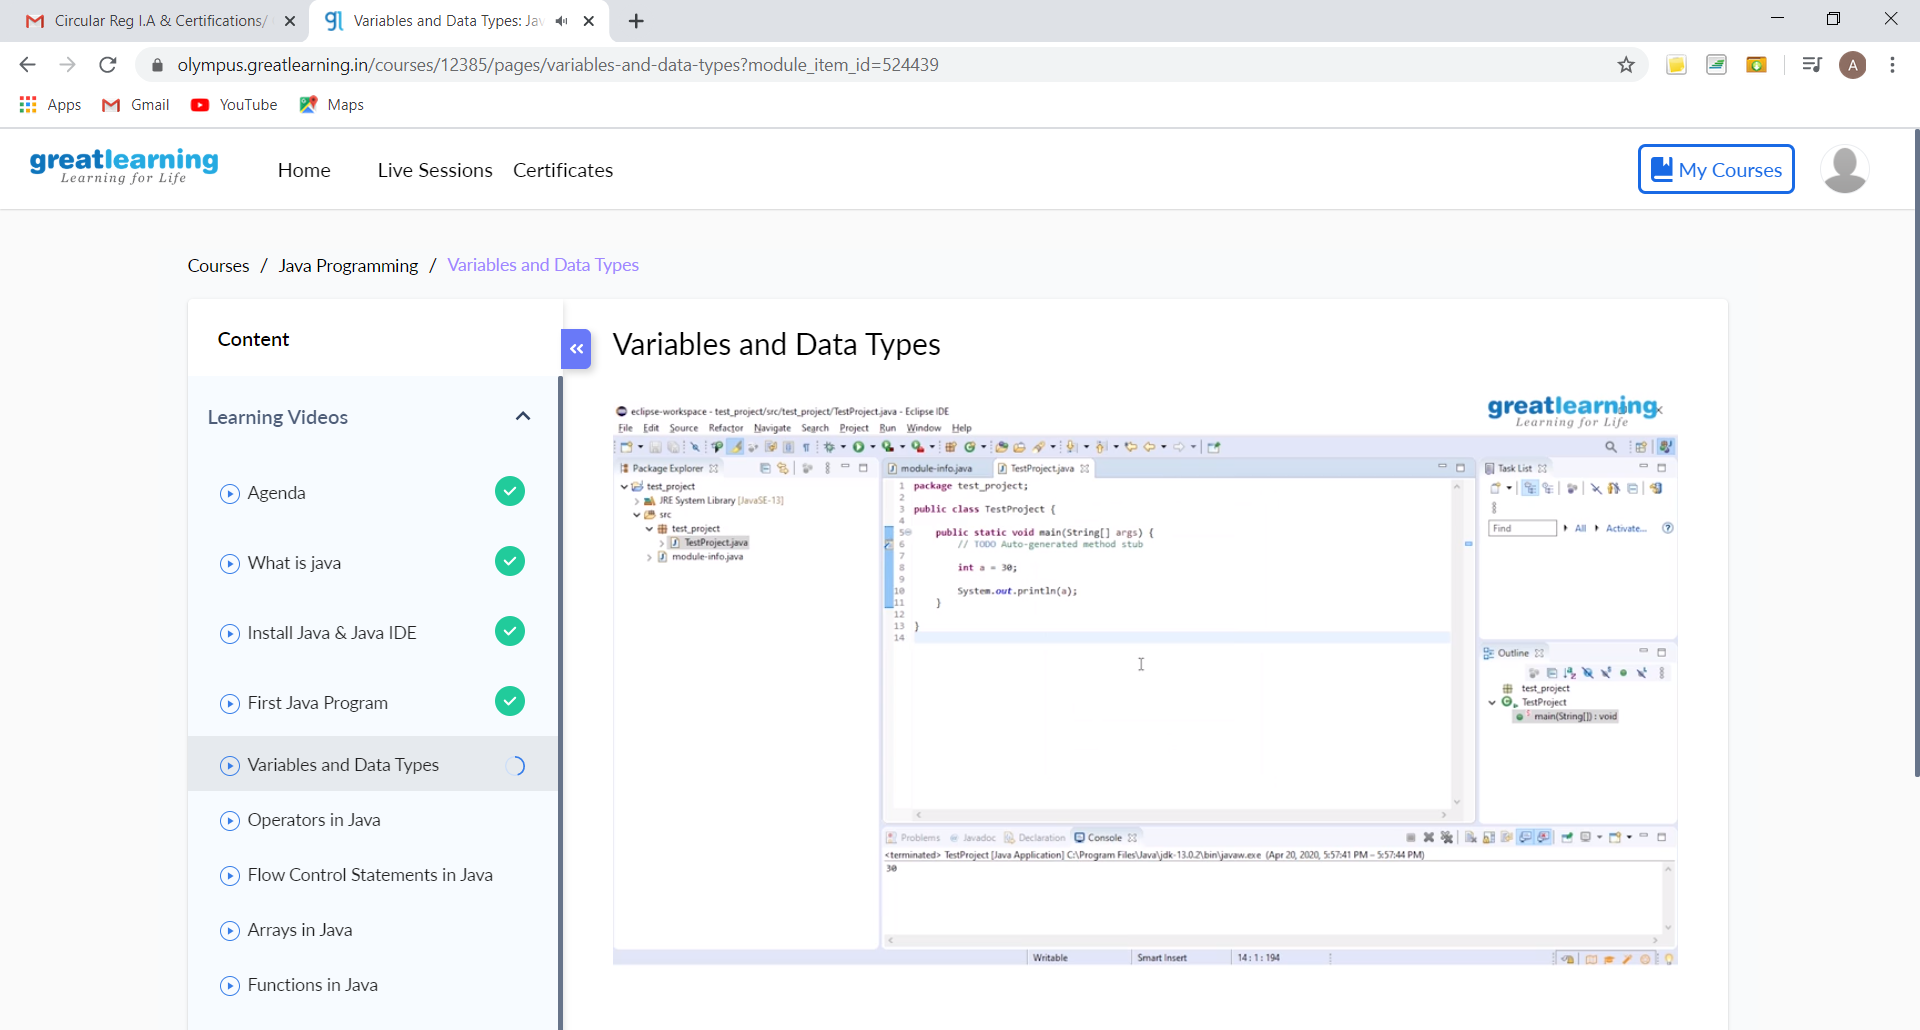 Circular Reg I.A & Certifications/
Variables and Data Types: Jav
olympus.greatlearning.in/courses/12385/pages/variables-and-data-types?module_item_id=524439
A
Apps
Gmail
YouTube
Maps
greatlearning
Learning for Life
Home
Live Sessions
Certificates
My Courses
Courses / Java Programming / Variables and Data Types
Content
Learning Videos
Agenda
What is java
Install Java & Java IDE
First Java Program
Variables and Data Types
Operators in Java
Flow Control Statements in Java
Arrays in Java
Functions in Java
Variables and Data Types
greatlearning
Learning for Life
eclipse-workspace - test_project/src/test_project/TestProject.java - Eclipse IDE
File Edit Source Refactor Navigate Search Project Run Window Help
Package Explorer
test_project
JRE System Library [JavaSE-13]
src
test_project
TestProject.java
module-info.java
module-info.java
TestProject.java
1 package test_project;
2
3 public class TestProject {
4
5 public static void main(String[] args) {
6 // TODO Auto-generated method stub
7
8 int a = 30;
9
10 System.out.println(a);
11 }
12
13 }
14
Task List
Find
All
Activate...
Outline
test_project
TestProject
main(String[]) : void
Problems
Javadoc
Declaration
Console
<terminated> TestProject [Java Application] C:\Program Files\Java\jdk-13.0.2\bin\javaw.exe (Apr 20, 2020, 5:57:41 PM – 5:57:44 PM)
30
Writable
Smart Insert
14 : 1 : 194